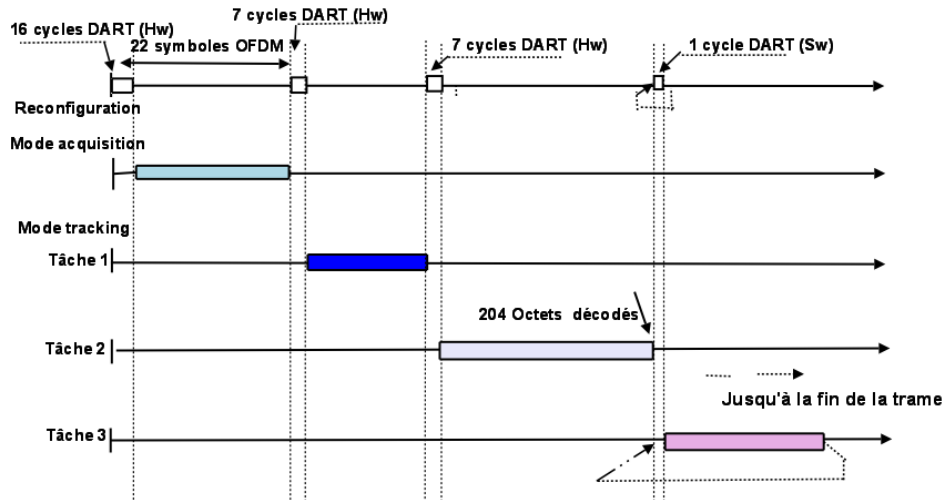 7 cycles DART (Hw)
16 cycles DART (Hw)
22 symboles OFDM
7 cycles DART (Hw)
1 cycle DART (Sw)
Reconfiguration
Mode acquisition
Mode tracking
Tâche 1
204 Octets décodés
Tâche 2
Jusqu'à la fin de la trame
Tâche 3